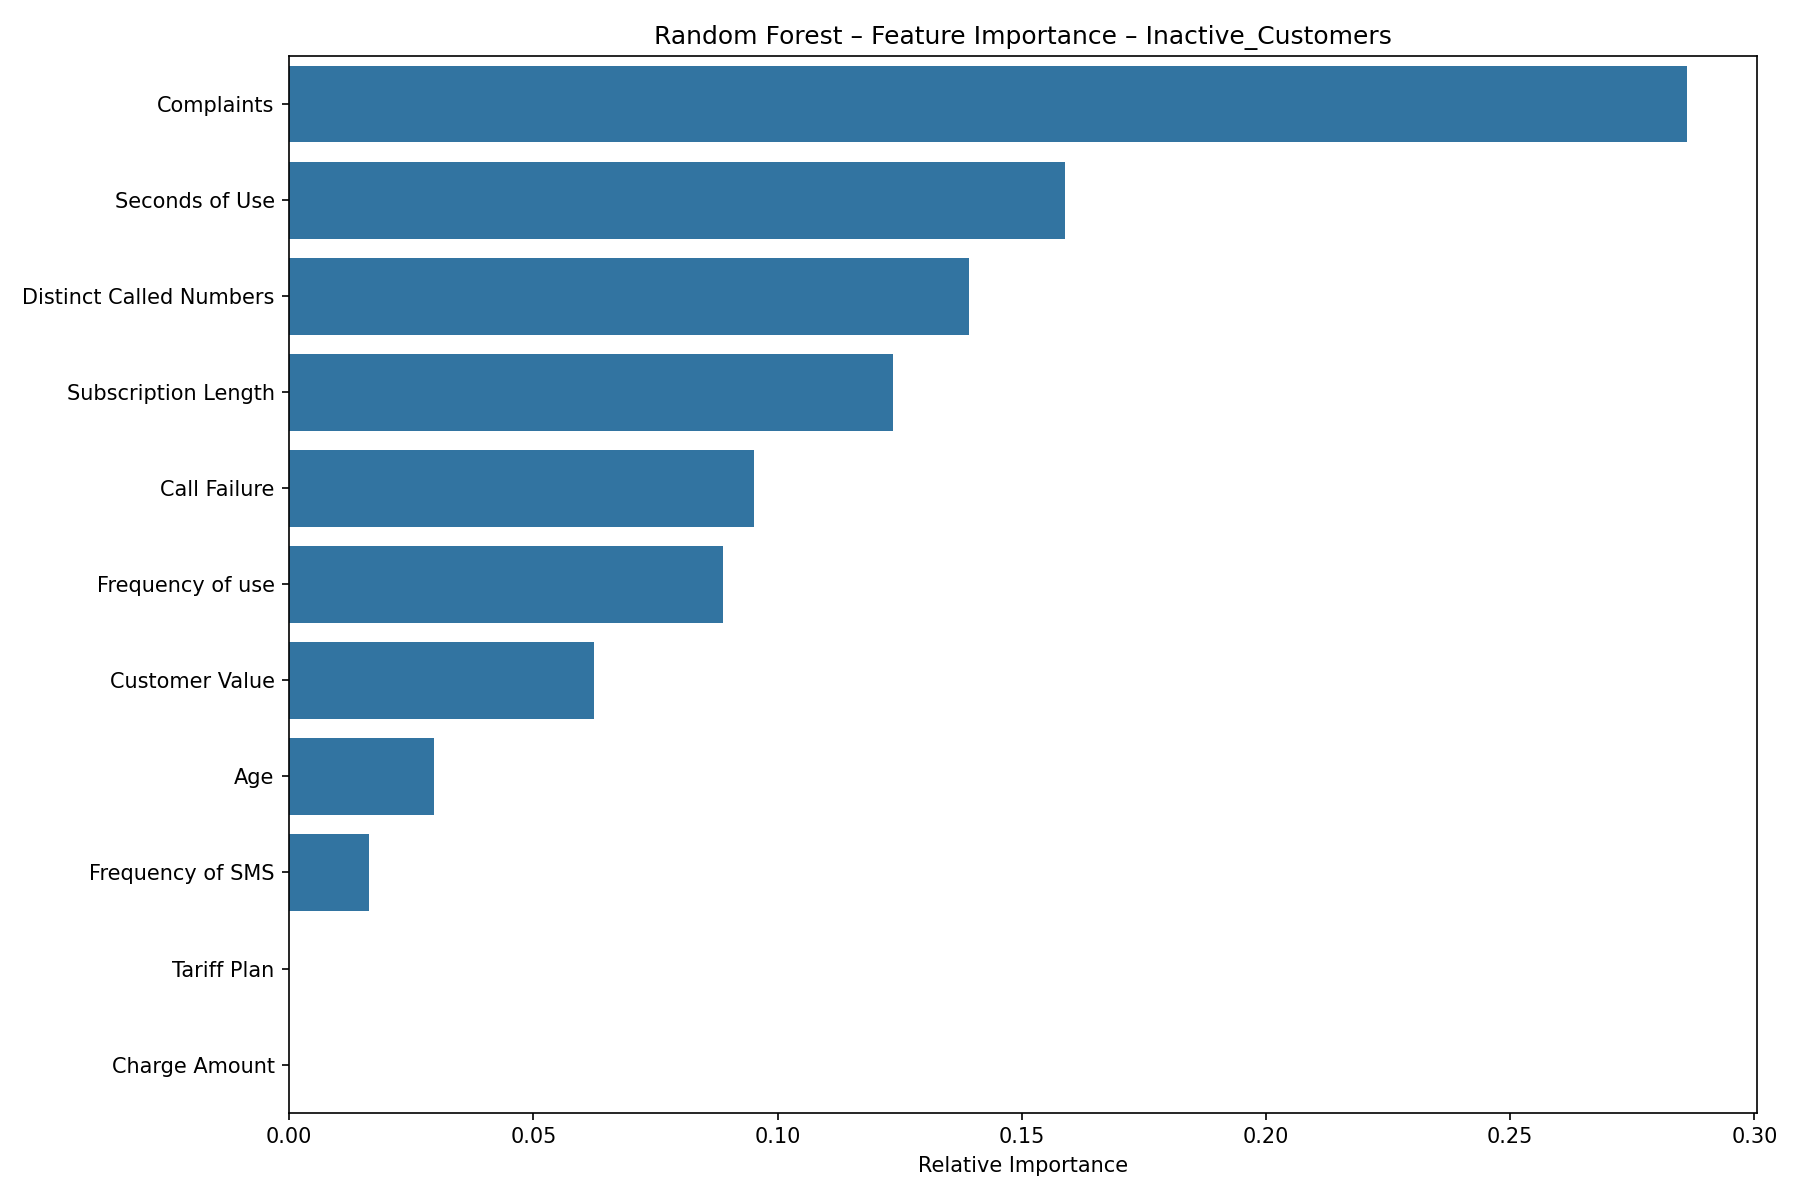 Random Forest – Feature Importance – Inactive_Customers
Complaints
Seconds of Use
Distinct Called Numbers
Subscription Length
Call Failure
Frequency of use
Customer Value
Age
Frequency of SMS
Tariff Plan
Charge Amount
0.00 0.05 0.10 0.15 0.20 0.25 0.30
Relative Importance